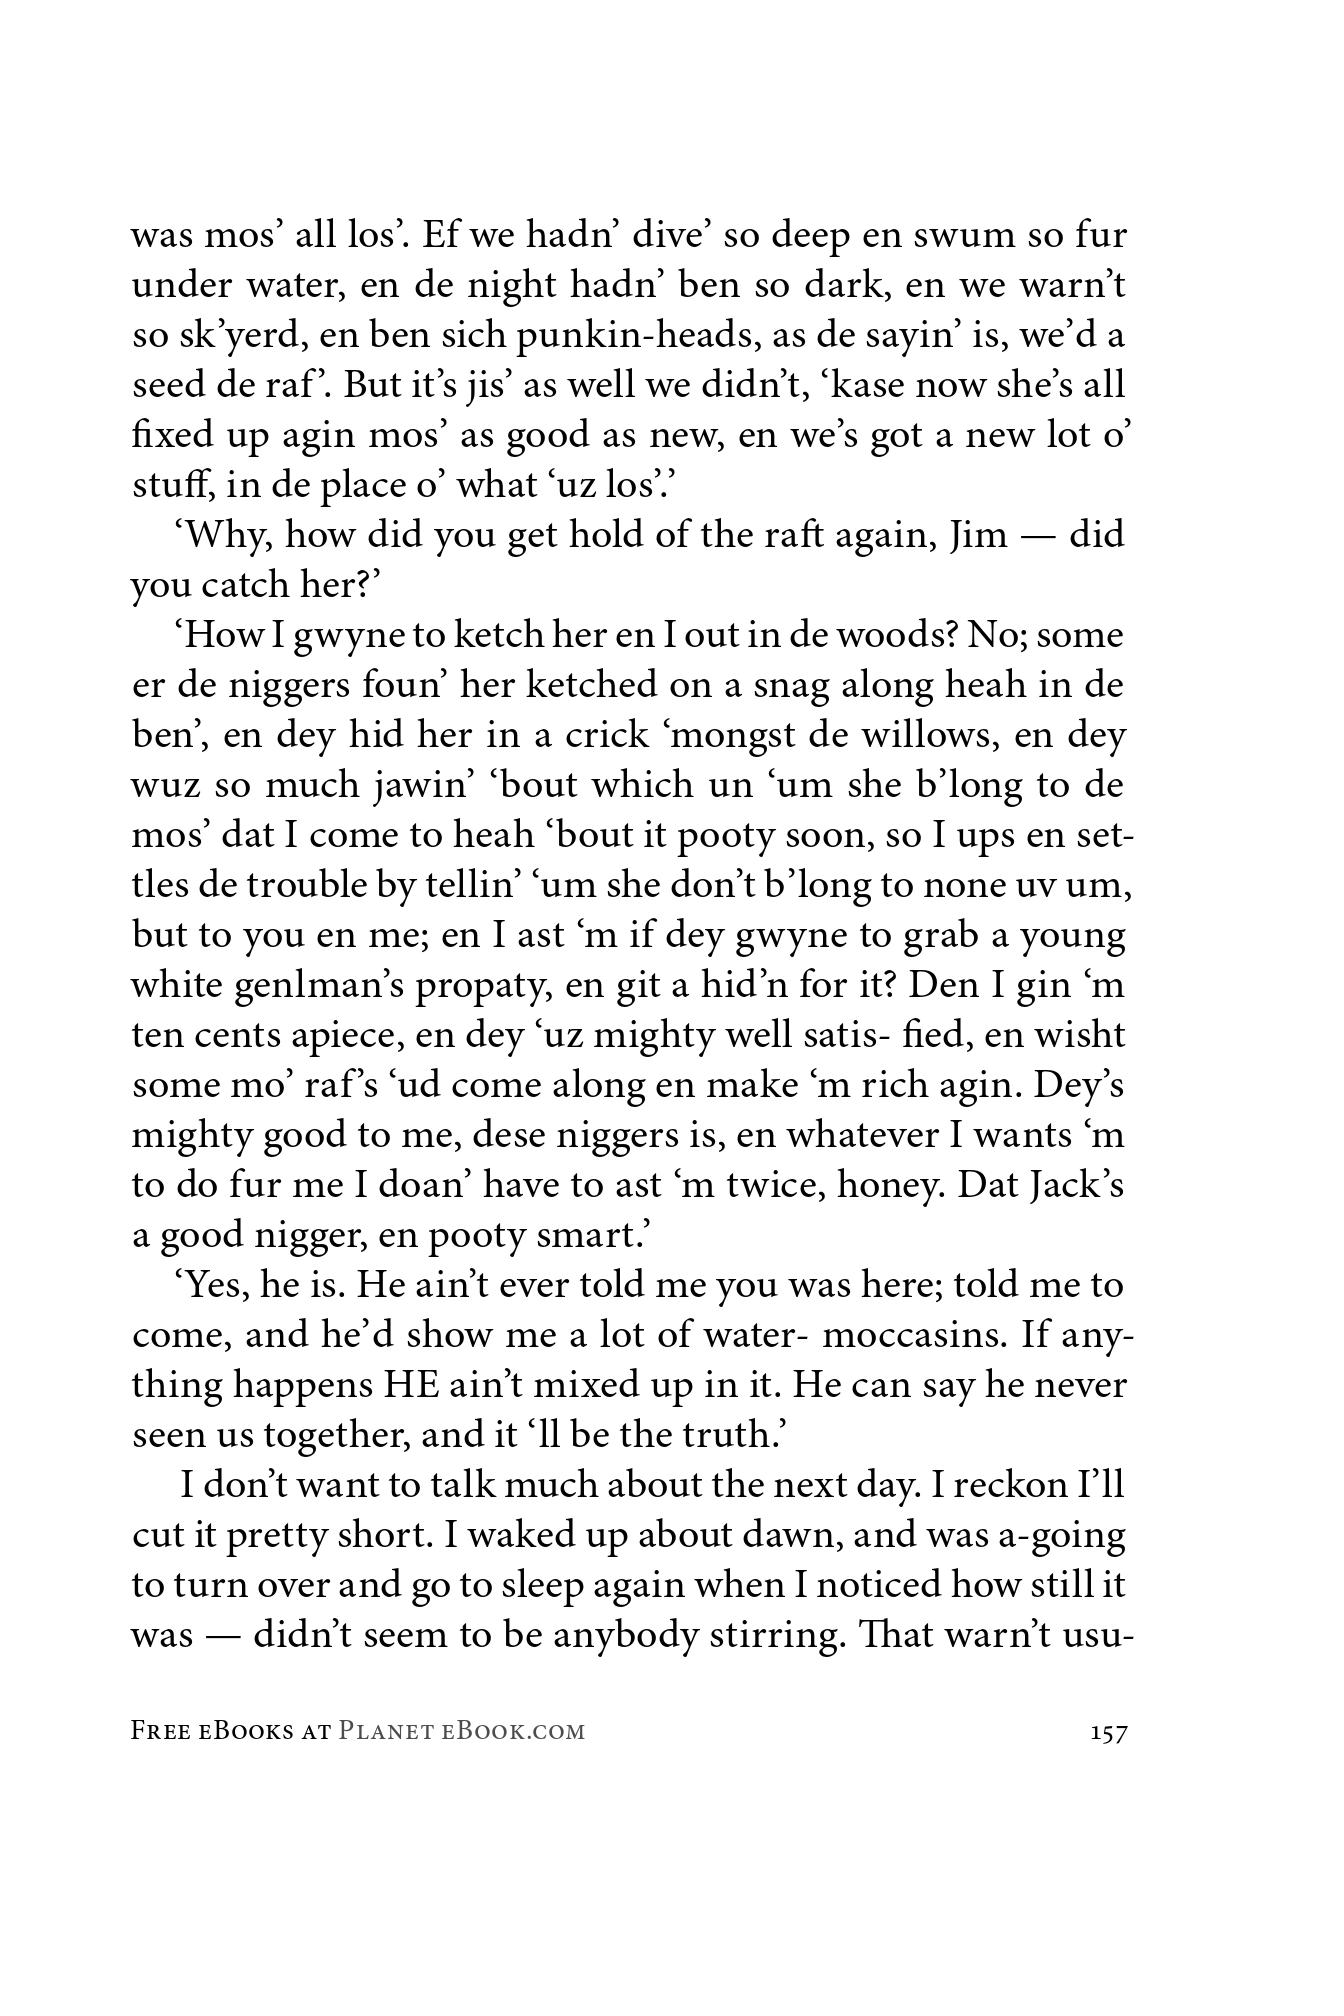 was mos’ all los’. Ef we hadn’ dive’ so deep en swum so fur
under water, en de night hadn’ ben so dark, en we warn’t
so sk’yerd, en ben sich punkin-heads, as de sayin’ is, we’d a
seed de raf’. But it’s jis’ as well we didn’t, ‘kase now she’s all
fixed up agin mos’ as good as new, en we’s got a new lot o’
stuff, in de place o’ what ‘uz los’.’
‘Why, how did you get hold of the raft again, Jim — did
you catch her?’
‘How I gwyne to ketch her en I out in de woods? No; some
er de niggers foun’ her ketched on a snag along heah in de
ben’, en dey hid her in a crick ‘mongst de willows, en dey
wuz so much jawin’ ‘bout which un ‘um she b’long to de
mos’ dat I come to heah ‘bout it pooty soon, so I ups en set-
tles de trouble by tellin’ ‘um she don’t b’long to none uv um,
but to you en me; en I ast ‘m if dey gwyne to grab a young
white genlman’s propaty, en git a hid’n for it? Den I gin ‘m
ten cents apiece, en dey ‘uz mighty well satis- fied, en wisht
some mo’ raf’s ‘ud come along en make ‘m rich agin. Dey’s
mighty good to me, dese niggers is, en whatever I wants ‘m
to do fur me I doan’ have to ast ‘m twice, honey. Dat Jack’s
a good nigger, en pooty smart.’
‘Yes, he is. He ain’t ever told me you was here; told me to
come, and he’d show me a lot of water- moccasins. If any-
thing happens HE ain’t mixed up in it. He can say he never
seen us together, and it ‘ll be the truth.’
I don’t want to talk much about the next day. I reckon I’ll
cut it pretty short. I waked up about dawn, and was a-going
to turn over and go to sleep again when I noticed how still it
was — didn’t seem to be anybody stirring. That warn’t usu-
Free eBooks at Planet eBook.com 157